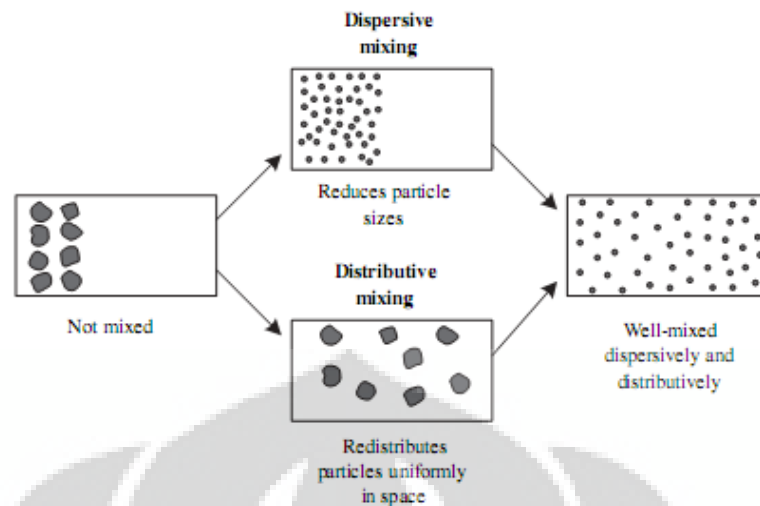 Dispersive
mixing
Reduces particle
sizes
Not mixed
Distributive
mixing
Redistributes
particles uniformly
in space
Well-mixed
dispersively and
distributively